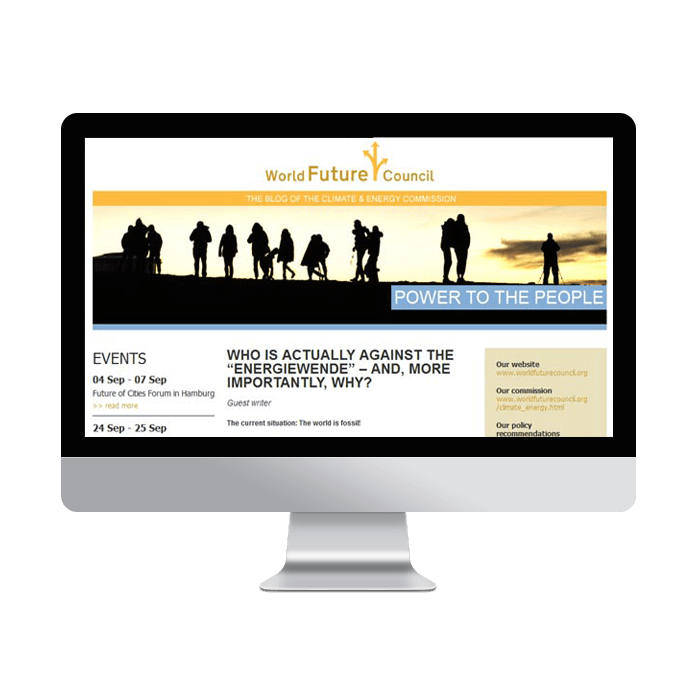 World Future Council
THE BLOG OF THE CLIMATE & ENERGY COMMISSION
POWER TO THE PEOPLE
EVENTS
04 Sep - 07 Sep
Future of Cities Forum in Hamburg
>> read more
24 Sep - 25 Sep
WHO IS ACTUALLY AGAINST THE
“ENERGIEWENDE” – AND, MORE
IMPORTANTLY, WHY?
Guest writer
The current situation: The world is fossil!
Our website
www.worldfuturecouncil.org
Our commission
www.worldfuturecouncil.org
/climate_energy.html
Our policy
recommendations